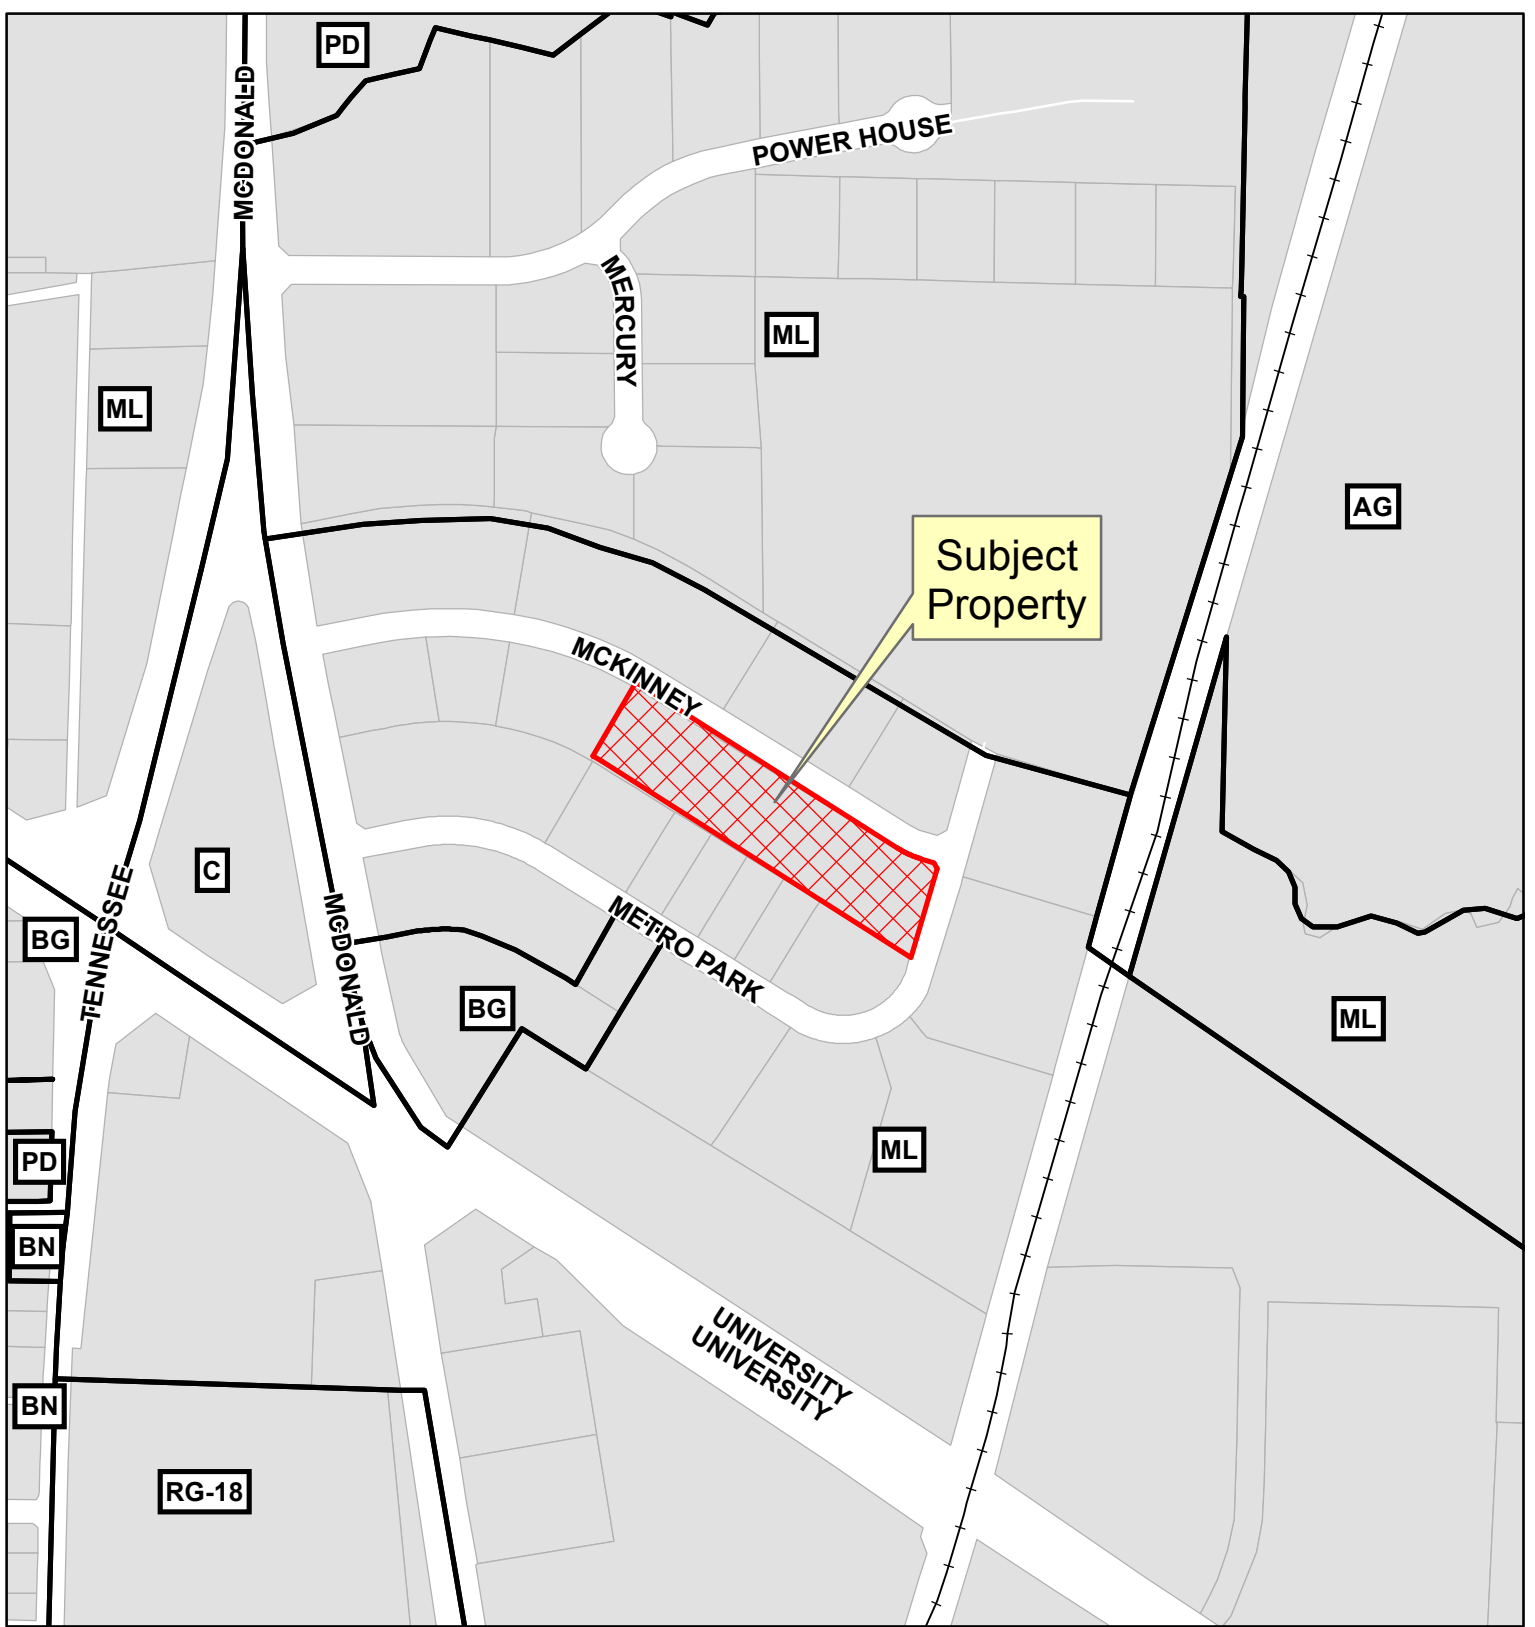 PD
MCDONALD
POWER HOUSE
MERCURY
ML
ML
AG
Subject
Property
MCKINNEY
C
TENNESSEE
MCDONALD
BG
METRO PARK
BG
ML
ML
PD
BN
UNIVERSITY
UNIVERSITY
BN
RG-18